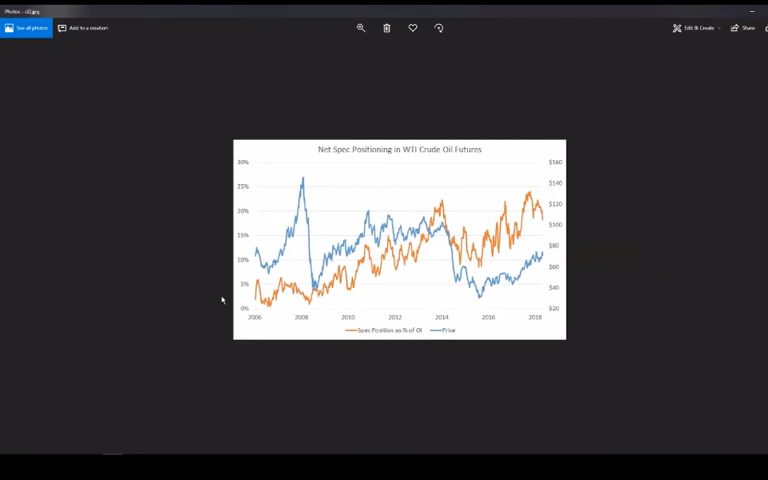 Photos - cl2.jpg
See all photos
Add to a creation
Edit & Create
Share
Net Spec Positioning in WTI Crude Oil Futures
30% $160
25% $140
20% $120
15% $100
10% $80
5% $60
0% $40
$20
2006 2008 2010 2012 2014 2016 2018
Spec Position as % of OI Price